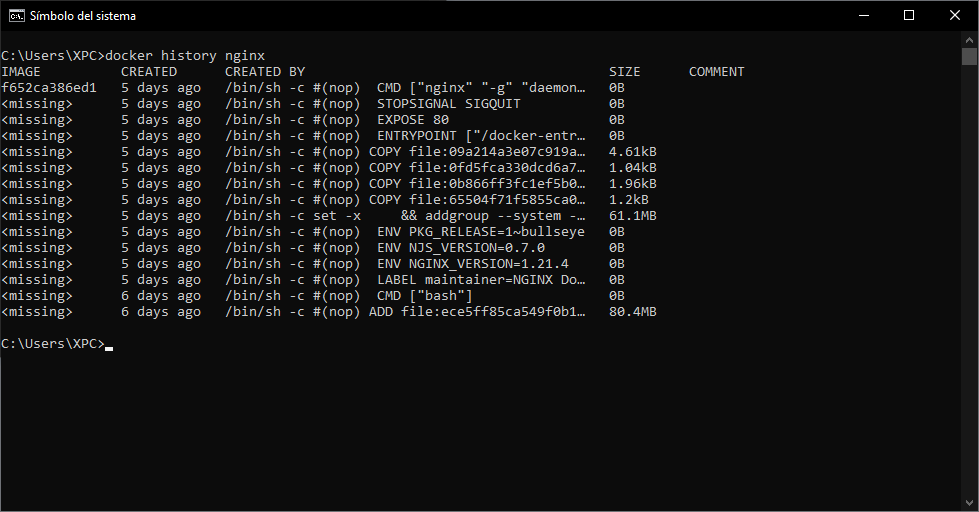 Símbolo del sistema
C:\Users\XPC>docker history nginx
IMAGE CREATED CREATED BY SIZE COMMENT
f652ca386ed1 5 days ago /bin/sh -c #(nop) CMD ["nginx" "-g" "daemon… 0B
<missing> 5 days ago /bin/sh -c #(nop) STOPSIGNAL SIGQUIT 0B
<missing> 5 days ago /bin/sh -c #(nop) EXPOSE 80 0B
<missing> 5 days ago /bin/sh -c #(nop) ENTRYPOINT ["/docker-entr… 0B
<missing> 5 days ago /bin/sh -c #(nop) COPY file:09a214a3e07c919a… 4.61kB
<missing> 5 days ago /bin/sh -c #(nop) COPY file:0fd5fca330dcd6a7… 1.04kB
<missing> 5 days ago /bin/sh -c #(nop) COPY file:0b866ff3fc1ef5b0… 1.96kB
<missing> 5 days ago /bin/sh -c #(nop) COPY file:65504f71f5855ca0… 1.2kB
<missing> 5 days ago /bin/sh -c set -x && addgroup --system -… 61.1MB
<missing> 5 days ago /bin/sh -c #(nop) ENV PKG_RELEASE=1~bullseye 0B
<missing> 5 days ago /bin/sh -c #(nop) ENV NJS_VERSION=0.7.0 0B
<missing> 5 days ago /bin/sh -c #(nop) ENV NGINX_VERSION=1.21.4 0B
<missing> 5 days ago /bin/sh -c #(nop) LABEL maintainer=NGINX Do… 0B
<missing> 6 days ago /bin/sh -c #(nop) CMD ["bash"] 0B
<missing> 6 days ago /bin/sh -c #(nop) ADD file:ece5ff85ca549f0b1… 80.4MB
C:\Users\XPC>